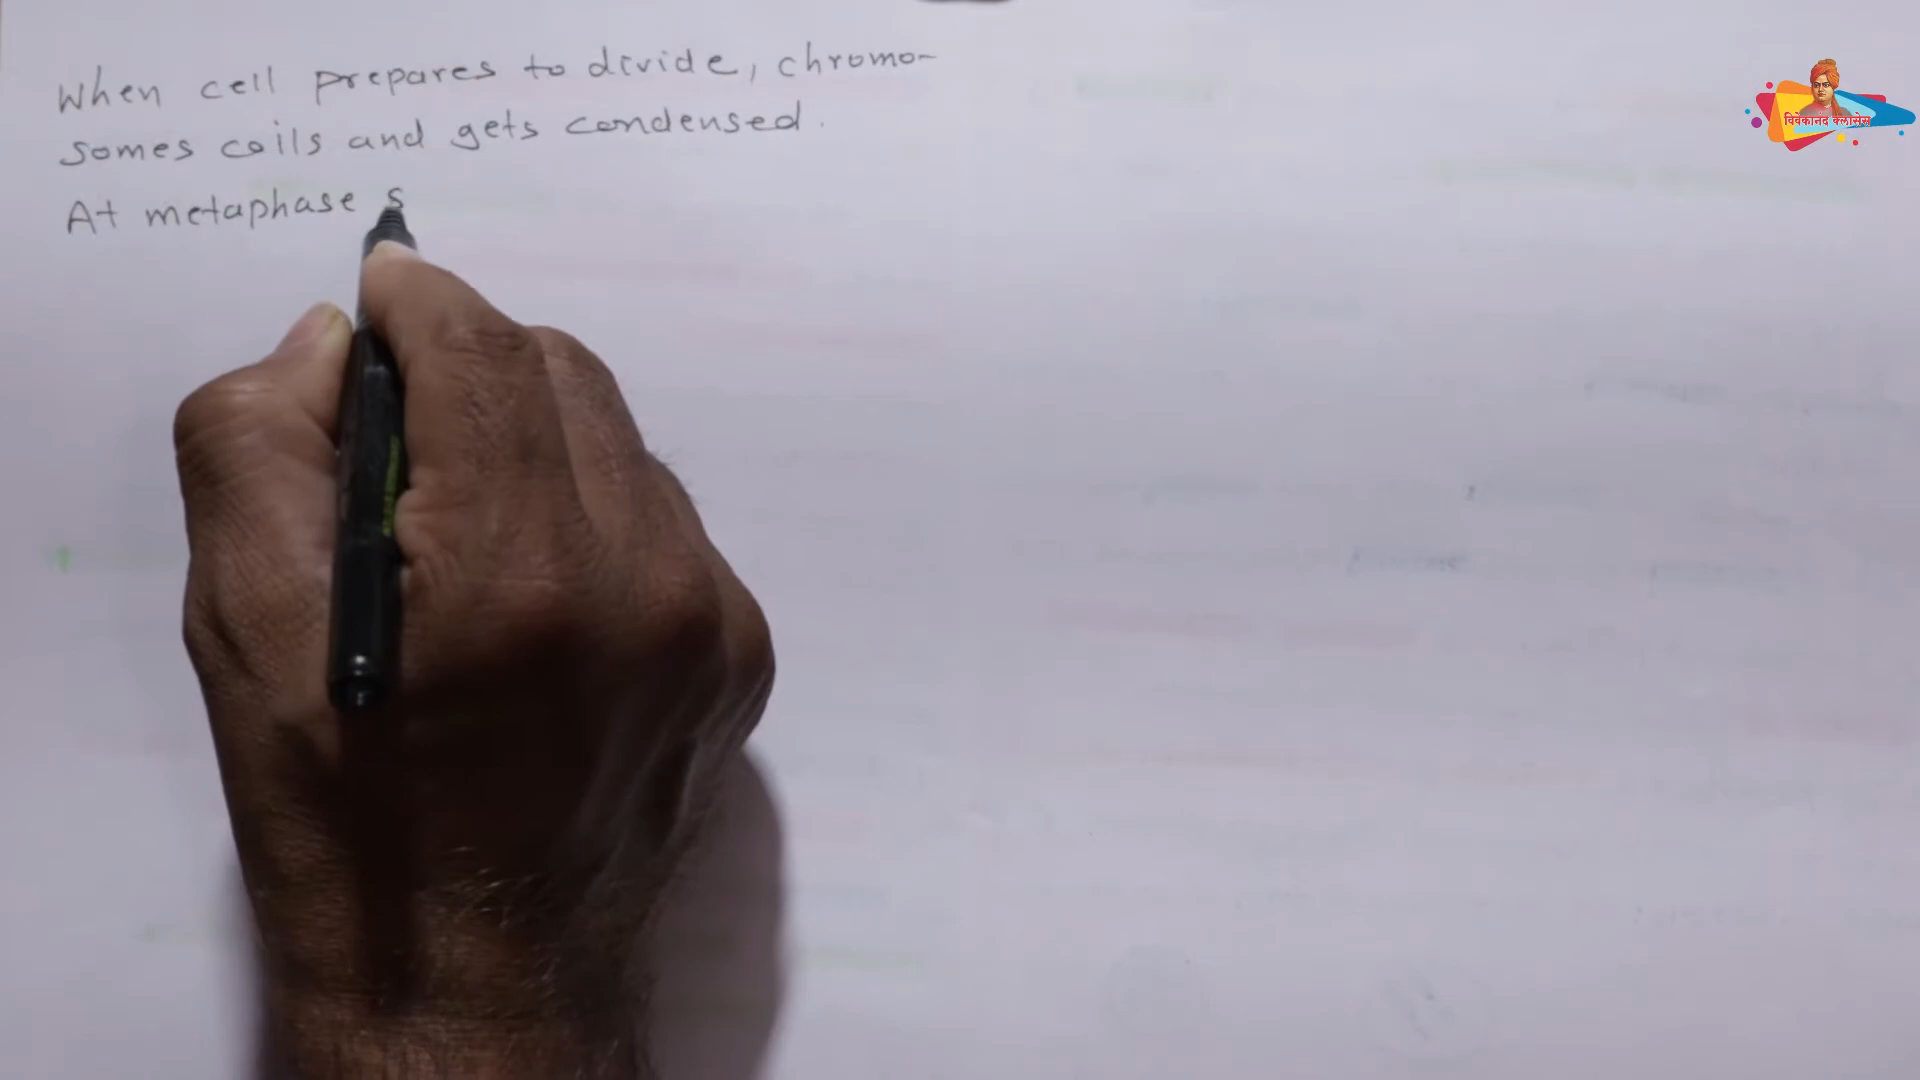 When cell prepares to divide, chromo-
somes coils and gets condensed.
At metaphase s
विवेकानंद क्लासेस